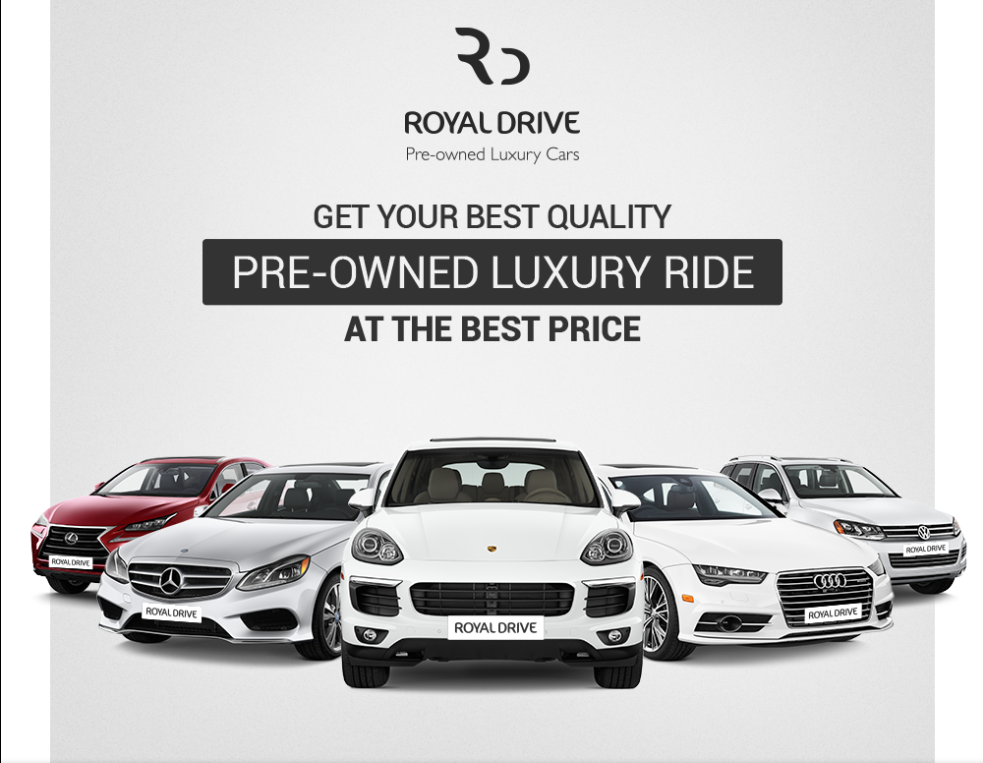 RD
ROYAL DRIVE
Pre-owned Luxury Cars
GET YOUR BEST QUALITY
PRE-OWNED LUXURY RIDE
AT THE BEST PRICE
ROYAL DRIVE
ROYAL DRIVE
ROYAL DRIVE
ROYAL DRIVE
ROYAL DRIVE